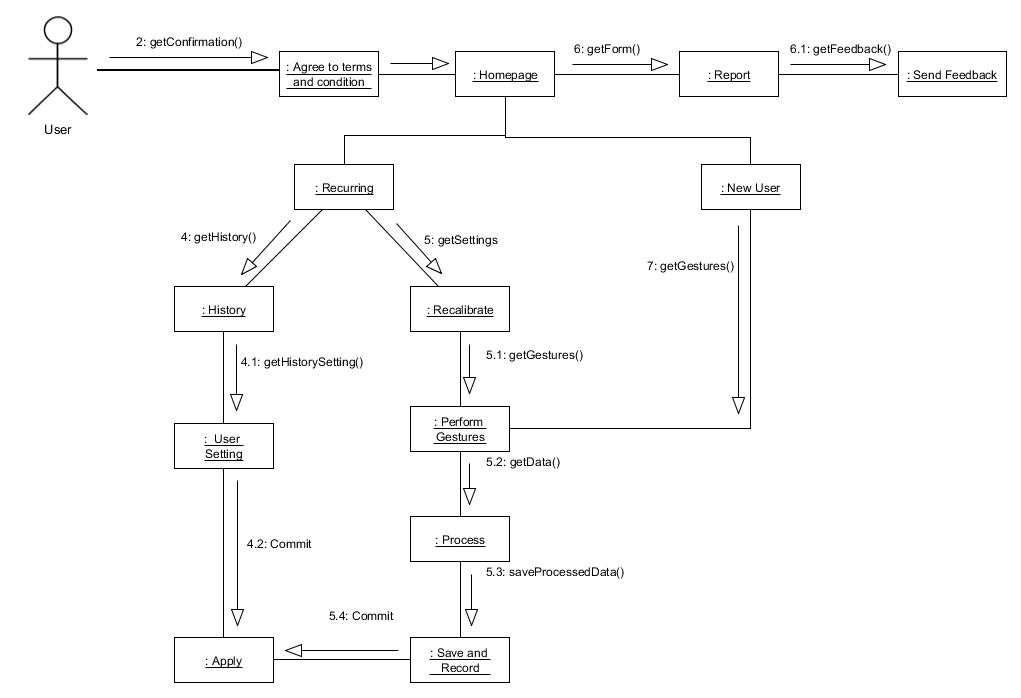 2: getConfirmation()
6: getForm()
6.1: getFeedback()
: Agree to terms
and condition
: Homepage
: Report
: Send Feedback
User
: Recurring
: New User
4: getHistory()
5: getSettings
7: getGestures()
: History
: Recalibrate
4.1: getHistorySetting()
5.1: getGestures()
: User
Setting
: Perform
Gestures
5.2: getData()
: Process
4.2: Commit
5.3: saveProcessedData()
5.4: Commit
: Apply
: Save and
Record